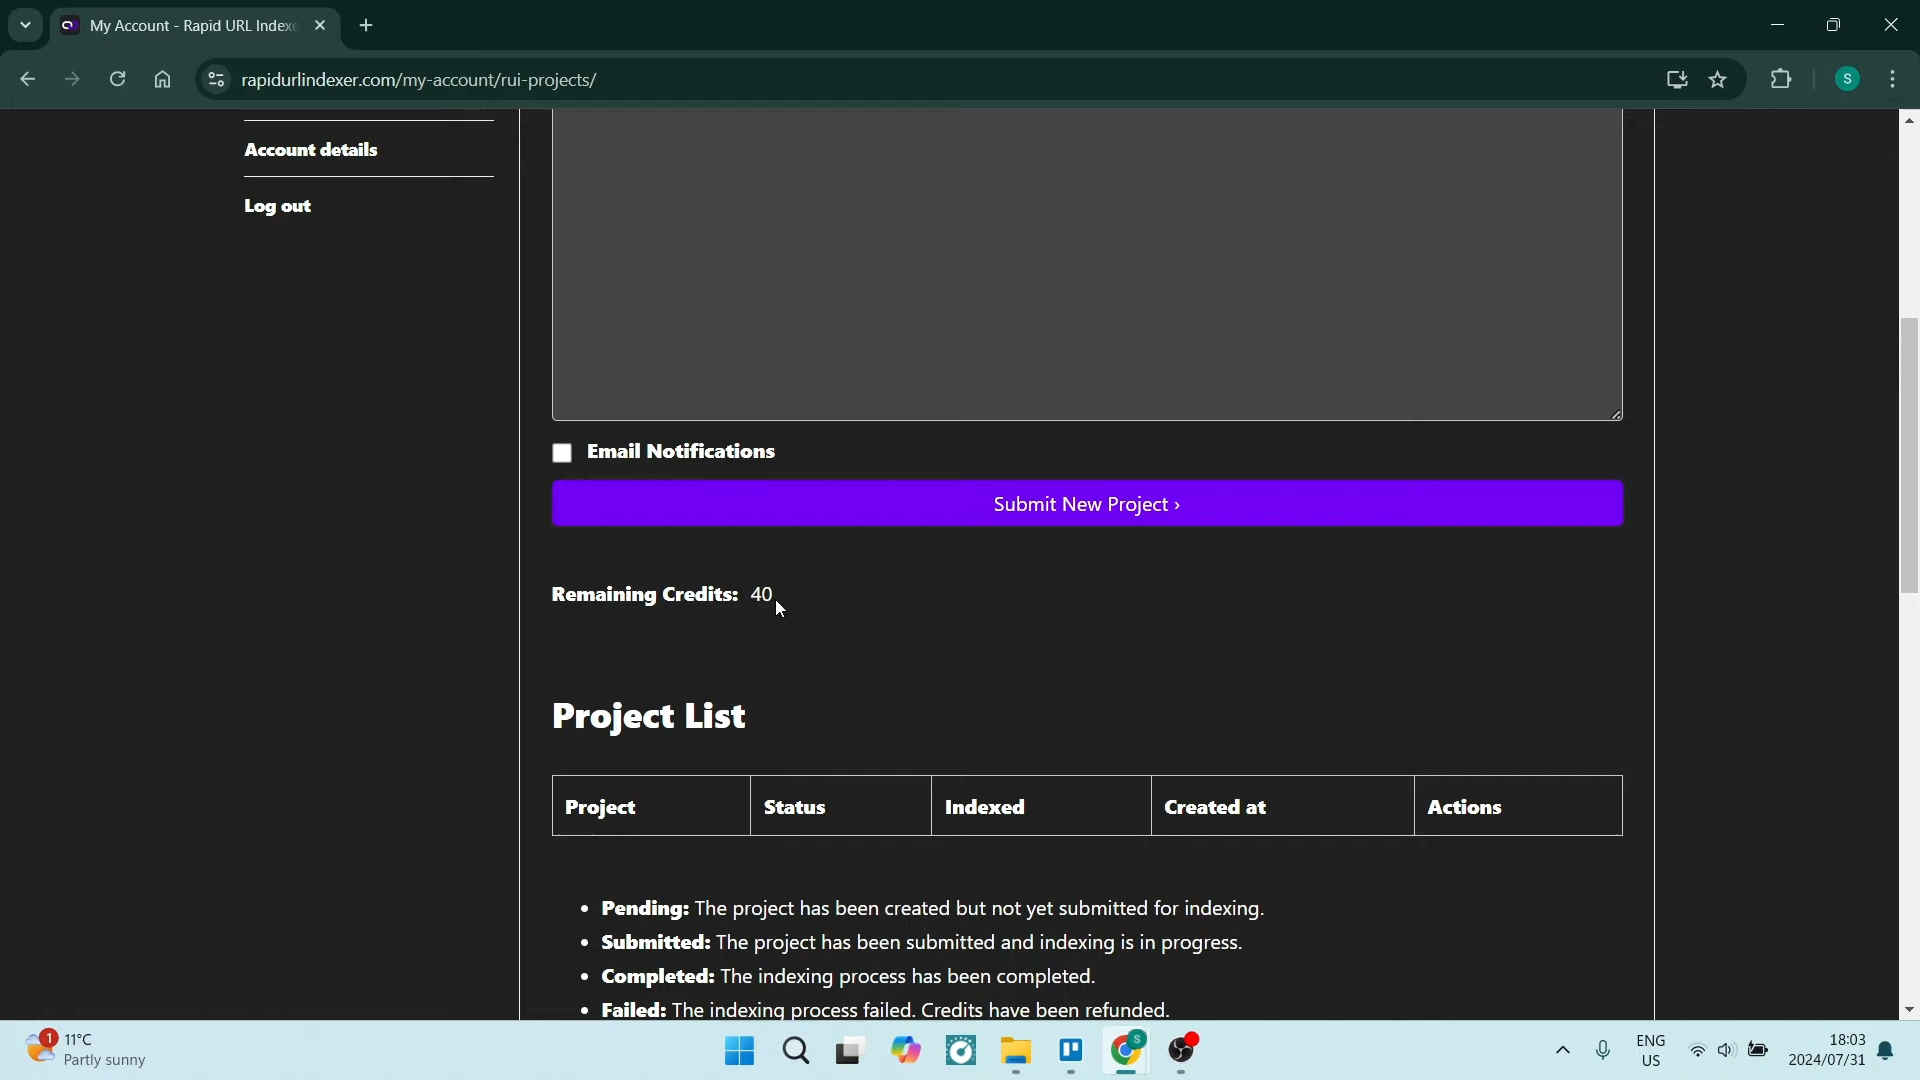 My Account - Rapid URL Indexe
rapidurlindexer.com/my-account/rui-projects/
S
Account details
Log out
Email Notifications
Submit New Project ›
Remaining Credits: 40
Project List
Project Status Indexed Created at Actions
• Pending: The project has been created but not yet submitted for indexing.
• Submitted: The project has been submitted and indexing is in progress.
• Completed: The indexing process has been completed.
• Failed: The indexing process failed. Credits have been refunded.
1
11°C
Partly sunny
S
ENG
US
18:03
2024/07/31